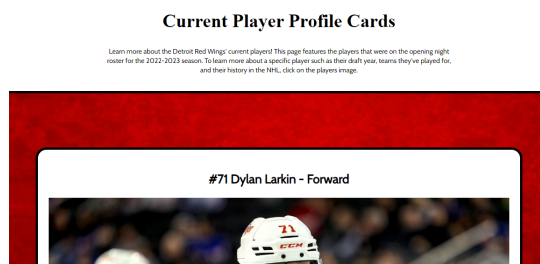 Current Player Profile Cards
Learn more about the Detroit Red Wings' current players! This page features the players that were on the opening night
roster for the 2022-2023 season. To learn more about a specific player such as their draft year, teams they've played for,
and their history in the NHL, click on the players image.
#71 Dylan Larkin - Forward
71
CCM